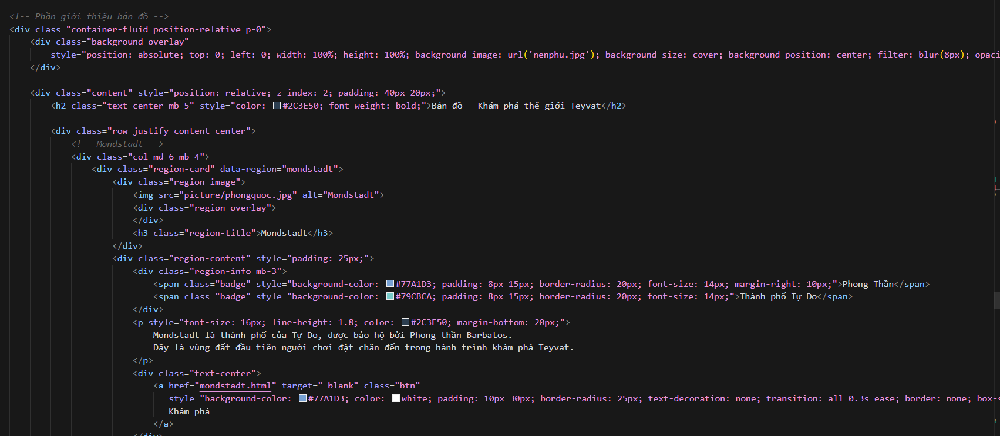 <!-- Phần giới thiệu bản đồ -->
<div class="container-fluid position-relative p-0">
<div class="background-overlay"
style="position: absolute; top: 0; left: 0; width: 100%; height: 100%; background-image: url('nenphu.jpg'); background-size: cover; background-position: center; filter: blur(8px); opaci
</div>
<div class="content" style="position: relative; z-index: 2; padding: 40px 20px;">
<h2 class="text-center mb-5" style="color: #2C3E50; font-weight: bold;">Bản đồ - Khám phá thế giới Teyvat</h2>
<div class="row justify-content-center">
<!-- Mondstadt -->
<div class="col-md-6 mb-4">
<div class="region-card" data-region="mondstadt">
<div class="region-image">
<img src="picture/phongquoc.jpg" alt="Mondstadt">
<div class="region-overlay">
</div>
<h3 class="region-title">Mondstadt</h3>
</div>
<div class="region-content" style="padding: 25px;">
<div class="region-info mb-3">
<span class="badge" style="background-color: #77A1D3; padding: 8px 15px; border-radius: 20px; font-size: 14px; margin-right: 10px;">Phong Thần</span>
<span class="badge" style="background-color: #79CBCA; padding: 8px 15px; border-radius: 20px; font-size: 14px;">Thành phố Tự Do</span>
</div>
<p style="font-size: 16px; line-height: 1.8; color: #2C3E50; margin-bottom: 20px;">
Mondstadt là thành phố của Tự Do, được bảo hộ bởi Phong thần Barbatos.
Đây là vùng đất đầu tiên người chơi đặt chân đến trong hành trình khám phá Teyvat.
</p>
<div class="text-center">
<a href="mondstadt.html" target="_blank" class="btn"
style="background-color: #77A1D3; color: white; padding: 10px 30px; border-radius: 25px; text-decoration: none; transition: all 0.3s ease; border: none; box-s
Khám phá
</a>
</div>